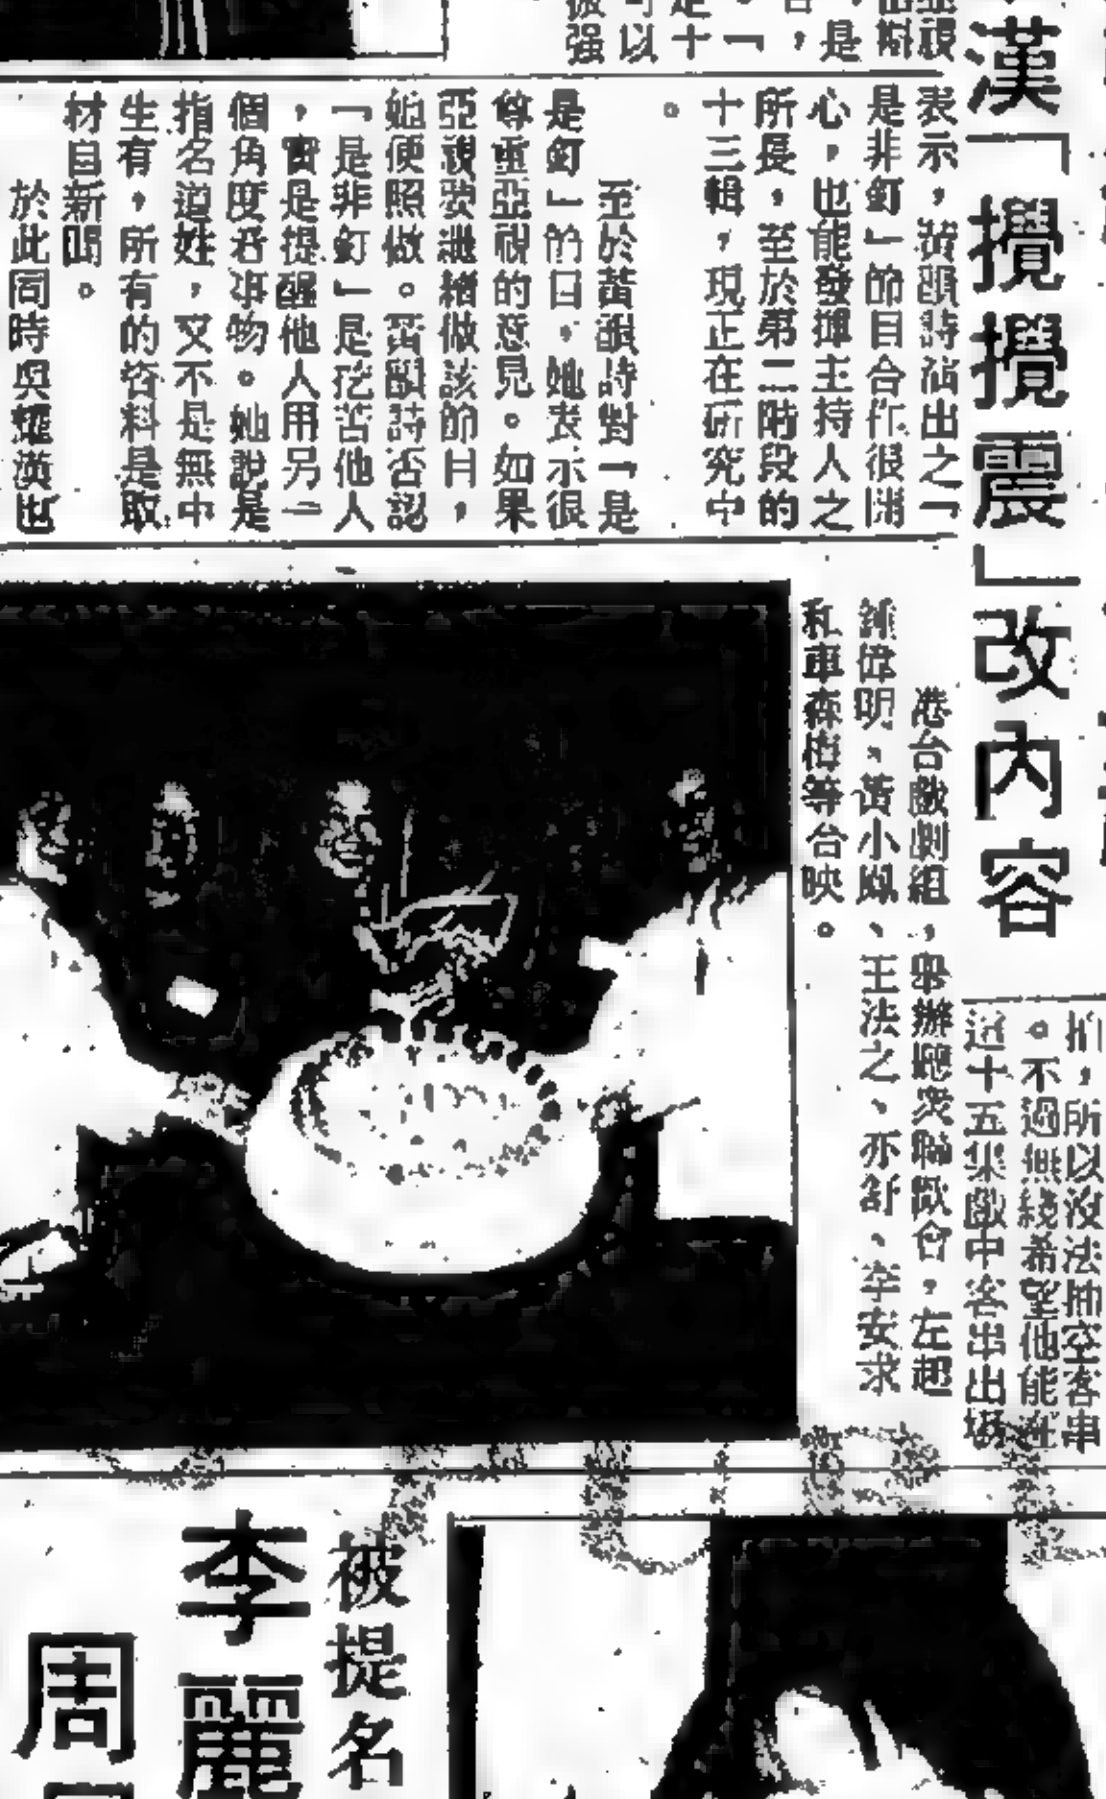 漢「攪攪震」改內容
表示，黃韻詩演出之「
是非釘」節目合作很開
心，也能發揮主持人之
所長，至於第二階段的
十三輯，現正在研究中
。
至於黃韻詩對「是
是釘」的日，她表示很
尊重亞視的意見。如果
亞視要繼續做該節目，
她便照做。黃韻詩否認
「是非釘」是挖苦他人
，實是提醒他人用另一
個角度看事物。她說是
指名道姓，又不是無中
生有，所有的資料是取
材自新聞。
於此同時吳耀漢也
港台戲劇組，舉辦聽眾聯歡會，左起
鍾偉明，黃小鳳、王法之、亦舒，李安求
和車森梅等合映。
所以沒法抽空客串
。不過無綫希望他能在
這十五集戲中客串出場
被提名
李麗
周